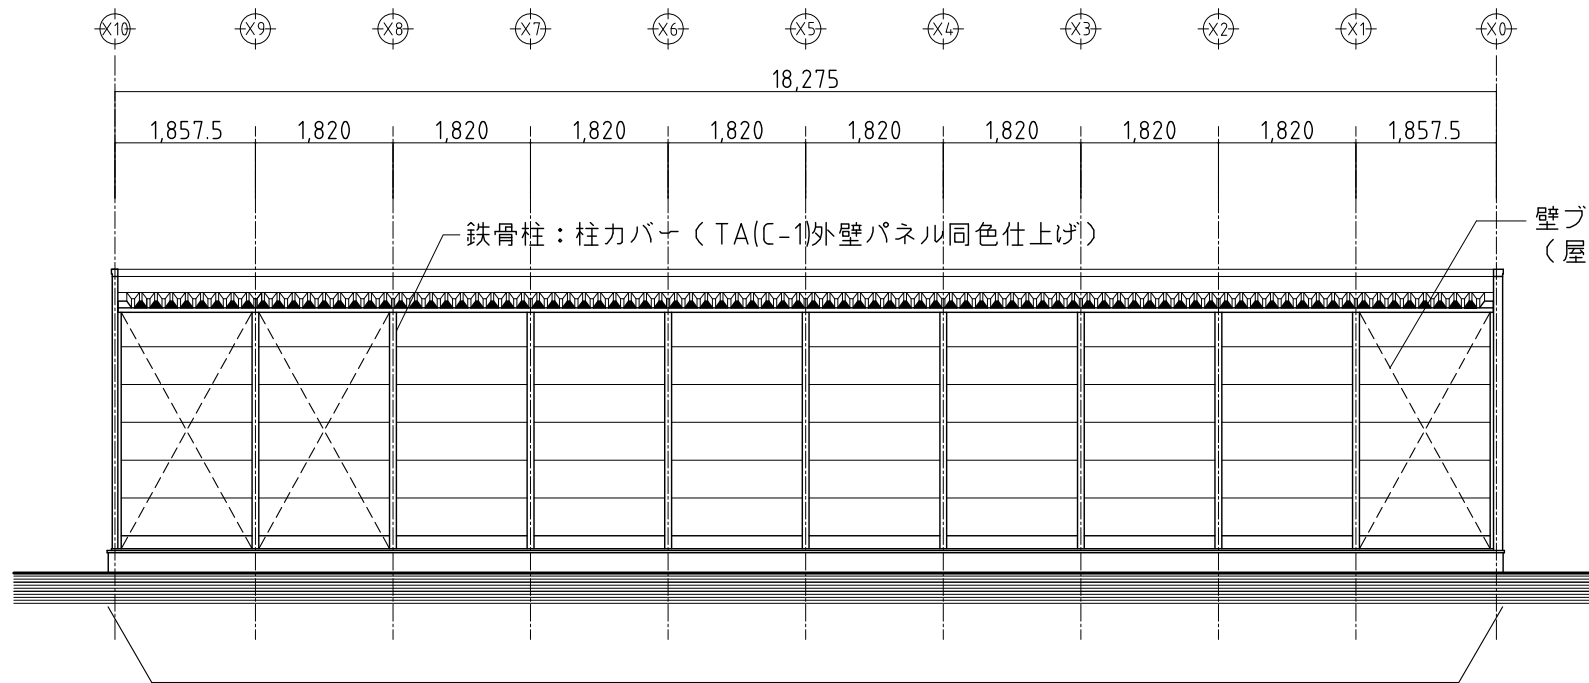 X10 X9 X8 X7 X6 X5 X4 X3 X2 X1 X0
18,275
1,857.5 1,820 1,820 1,820 1,820 1,820 1,820 1,820 1,820 1,857.5
鉄骨柱：柱カバー（TA(C-1)外壁パネル同色仕上げ）
壁ブ
（屋